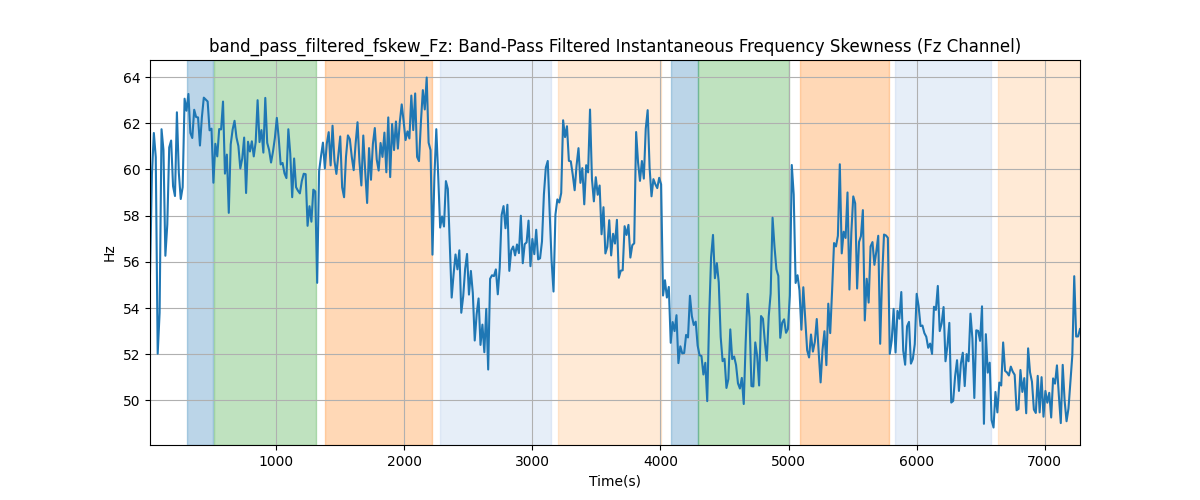 band_pass_filtered_fskew_Fz: Band-Pass Filtered Instantaneous Frequency Skewness (Fz Channel)
64
62
60
58
56
54
52
50
Hz
1000 2000 3000 4000 5000 6000 7000
Time(s)